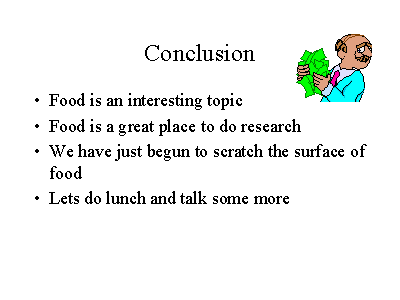 Conclusion
• Food is an interesting topic
• Food is a great place to do research
• We have just begun to scratch the surface of
food
• Lets do lunch and talk some more